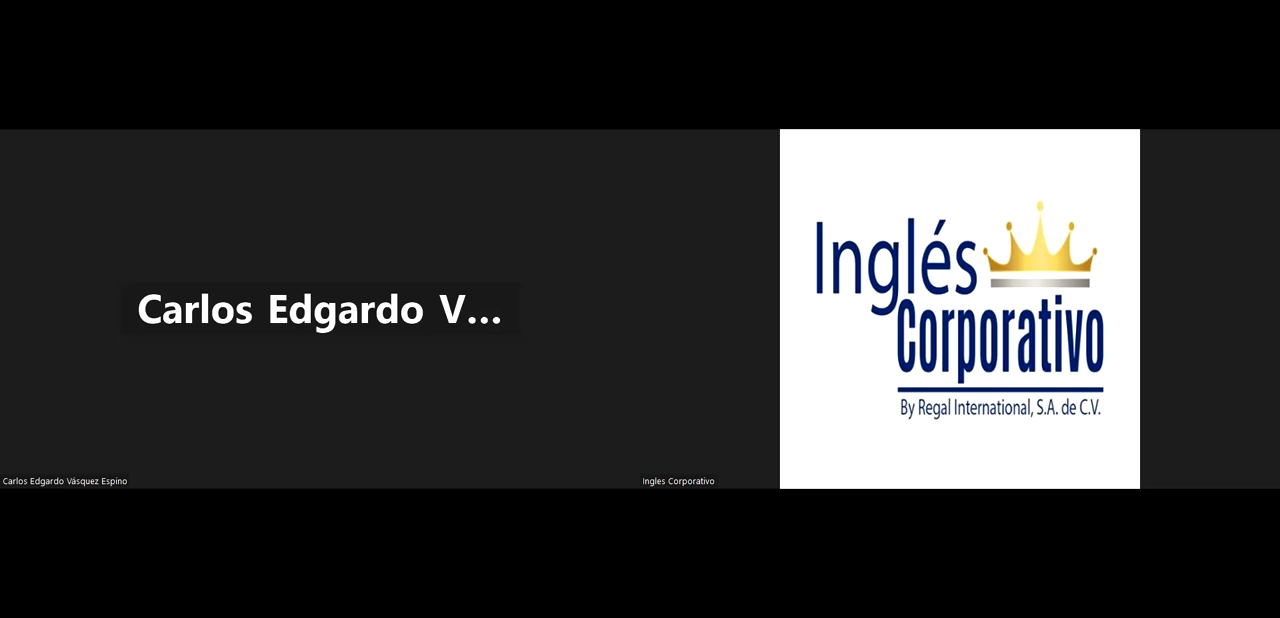 Carlos Edgardo V...
Carlos Edgardo Vásquez Espino
Inglés
Corporativo
By Regal International, S.A. de C.V.
Ingles Corporativo